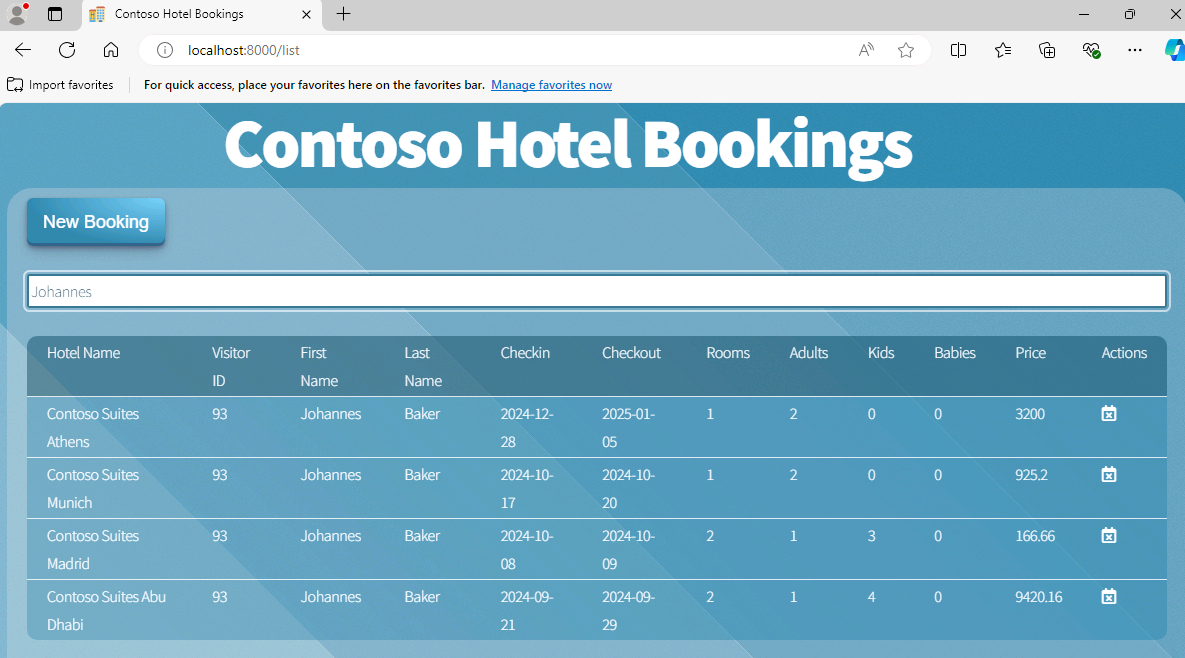 Contoso Hotel Bookings
localhost:8000/list
Import favorites For quick access, place your favorites here on the favorites bar. Manage favorites now
Contoso Hotel Bookings
New Booking
Johannes
Hotel Name Visitor First Last Checkin Checkout Rooms Adults Kids Babies Price Actions
ID Name Name
Contoso Suites 93 Johannes Baker 2024-12- 2025-01- 1 2 0 0 3200
Athens 28 05
Contoso Suites 93 Johannes Baker 2024-10- 2024-10- 1 2 0 0 925.2
Munich 17 20
Contoso Suites 93 Johannes Baker 2024-10- 2024-10- 2 1 3 0 166.66
Madrid 08 09
Contoso Suites Abu 93 Johannes Baker 2024-09- 2024-09- 2 1 4 0 9420.16
Dhabi 21 29